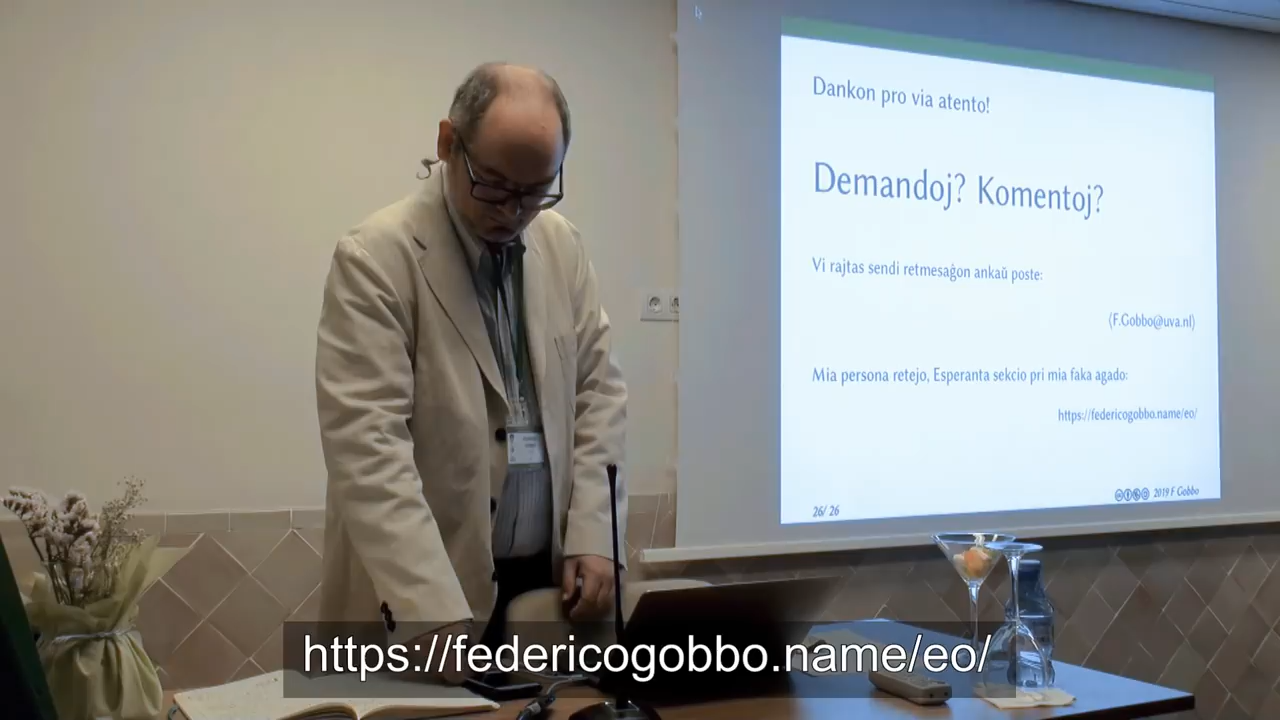 Dankon pro via atento!
Demandoj? Komentoj?
Vi rajtas sendi retmesaĝon ankaŭ poste:
⟨F.Gobbo@uva.nl⟩
Mia persona retejo, Esperanta sekcio pri mia faka agado:
https://federicogobbo.name/eo/
2019 F Gobbo
26/ 26
https://federicogobbo.name/eo/